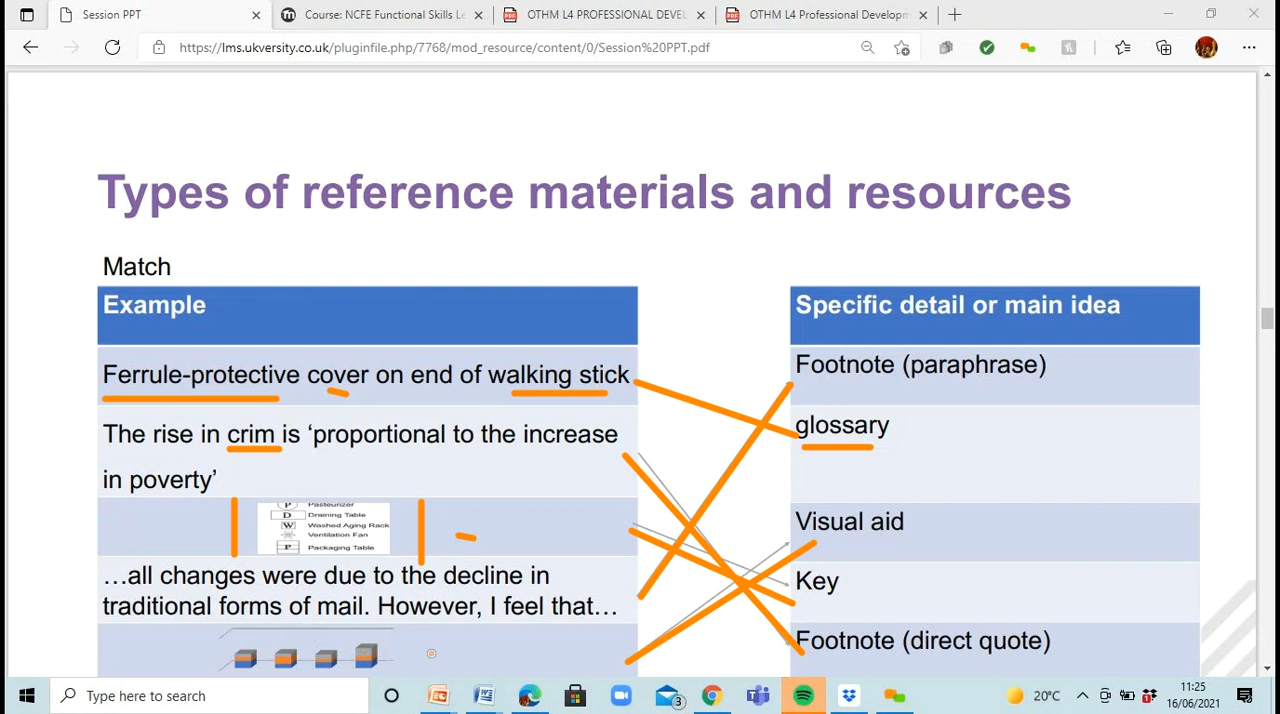 Session PPT
Course: NCFE Functional Skills Le
OTHM L4 PROFESSIONAL DEVEL
OTHM L4 Professional Developm
https://lms.ukversity.co.uk/pluginfile.php/7768/mod_resource/content/0/Session%20PPT.pdf
Types of reference materials and resources
Match
Example
Ferrule-protective cover on end of walking stick
The rise in crim is ‘proportional to the increase
in poverty’
P Pasteurizer
D Draining Table
W Washed Aging Rack
Ventilation Fan
P Packaging Table
…all changes were due to the decline in
traditional forms of mail. However, I feel that…
Specific detail or main idea
Footnote (paraphrase)
glossary
Visual aid
Key
Footnote (direct quote)
Type here to search
3
20°C
11:25
16/06/2021